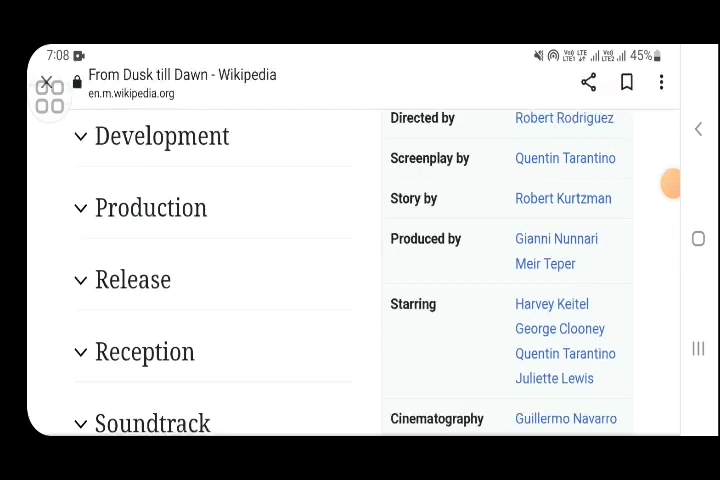 7:08 45%
From Dusk till Dawn - Wikipedia
en.m.wikipedia.org
Development
Production
Release
Reception
Soundtrack
Directed by Robert Rodriguez
Screenplay by Quentin Tarantino
Story by Robert Kurtzman
Produced by Gianni Nunnari
Meir Teper
Starring Harvey Keitel
George Clooney
Quentin Tarantino
Juliette Lewis
Cinematography Guillermo Navarro